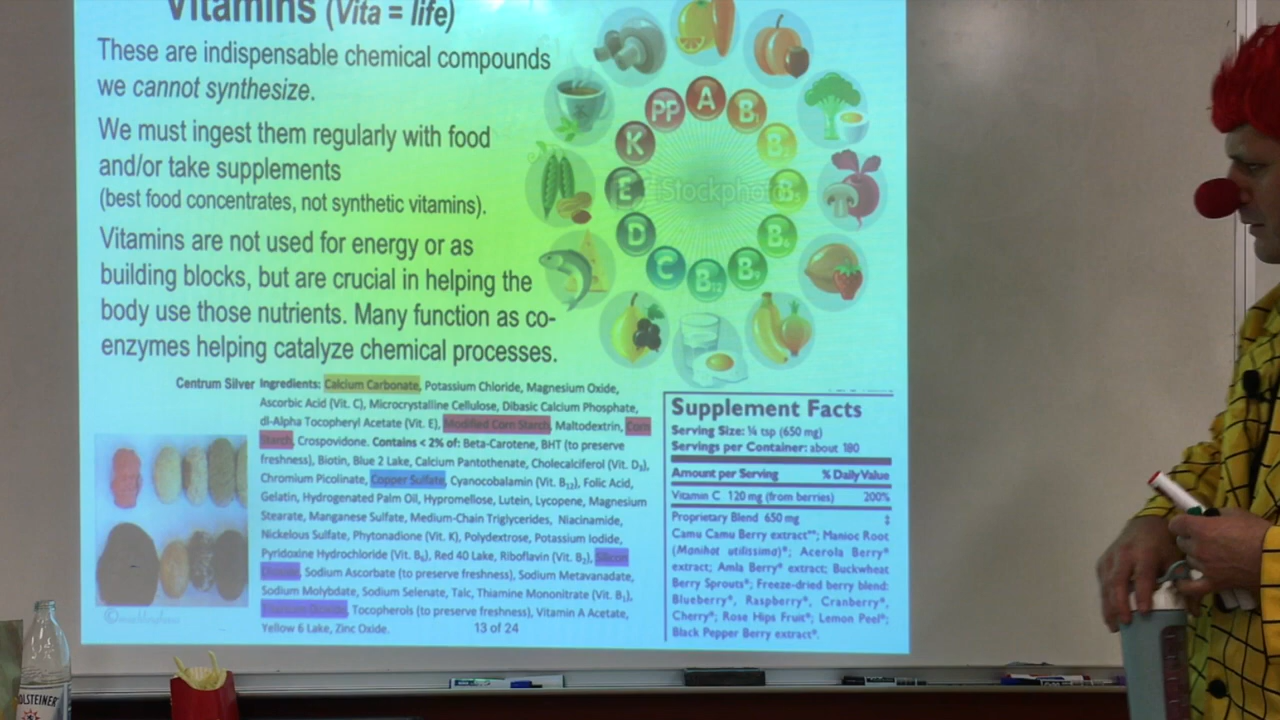 Vitamins (Vita = life)
These are indispensable chemical compounds
we cannot synthesize.
We must ingest them regularly with food
and/or take supplements
(best food concentrates, not synthetic vitamins).
Vitamins are not used for energy or as
building blocks, but are crucial in helping the
body use those nutrients. Many function as co-
enzymes helping catalyze chemical processes.
PP A B1
K
E iStockphoto
D B6
C B12 B9
Centrum Silver Ingredients: Calcium Carbonate, Potassium Chloride, Magnesium Oxide,
Ascorbic Acid (Vit. C), Microcrystalline Cellulose, Dibasic Calcium Phosphate,
dl-Alpha Tocopheryl Acetate (Vit. E), Modified Corn Starch, Maltodextrin, Corn
Starch, Crospovidone. Contains < 2% of: Beta-Carotene, BHT (to preserve
freshness), Biotin, Blue 2 Lake, Calcium Pantothenate, Cholecalciferol (Vit. D3),
Chromium Picolinate, Copper Sulfate, Cyanocobalamin (Vit. B12), Folic Acid,
Gelatin, Hydrogenated Palm Oil, Hypromellose, Lutein, Lycopene, Magnesium
Stearate, Manganese Sulfate, Medium-Chain Triglycerides, Niacinamide,
Nickelous Sulfate, Phytonadione (Vit. K), Polydextrose, Potassium Iodide,
Pyridoxine Hydrochloride (Vit. B6), Red 40 Lake, Riboflavin (Vit. B2), Silicon
Dioxide, Sodium Ascorbate (to preserve freshness), Sodium Metavanadate,
Sodium Molybdate, Sodium Selenate, Talc, Thiamine Mononitrate (Vit. B1),
Titanium Dioxide, Tocopherols (to preserve freshness), Vitamin A Acetate,
Yellow 6 Lake, Zinc Oxide.
13 of 24
Supplement Facts
Serving Size: ¼ tsp (650 mg)
Servings per Container: about 180
Amount per Serving % Daily Value
Vitamin C 120 mg (from berries) 200%
Proprietary Blend 650 mg ‡
Camu Camu Berry extract**; Manioc Root
(Manihot utilissima)*; Acerola Berry*
extract; Amla Berry* extract; Buckwheat
Berry Sprouts*; Freeze-dried berry blend:
Blueberry*, Raspberry*, Cranberry*,
Cherry*; Rose Hips Fruit*; Lemon Peel*;
Black Pepper Berry extract*.
OLSTEINER